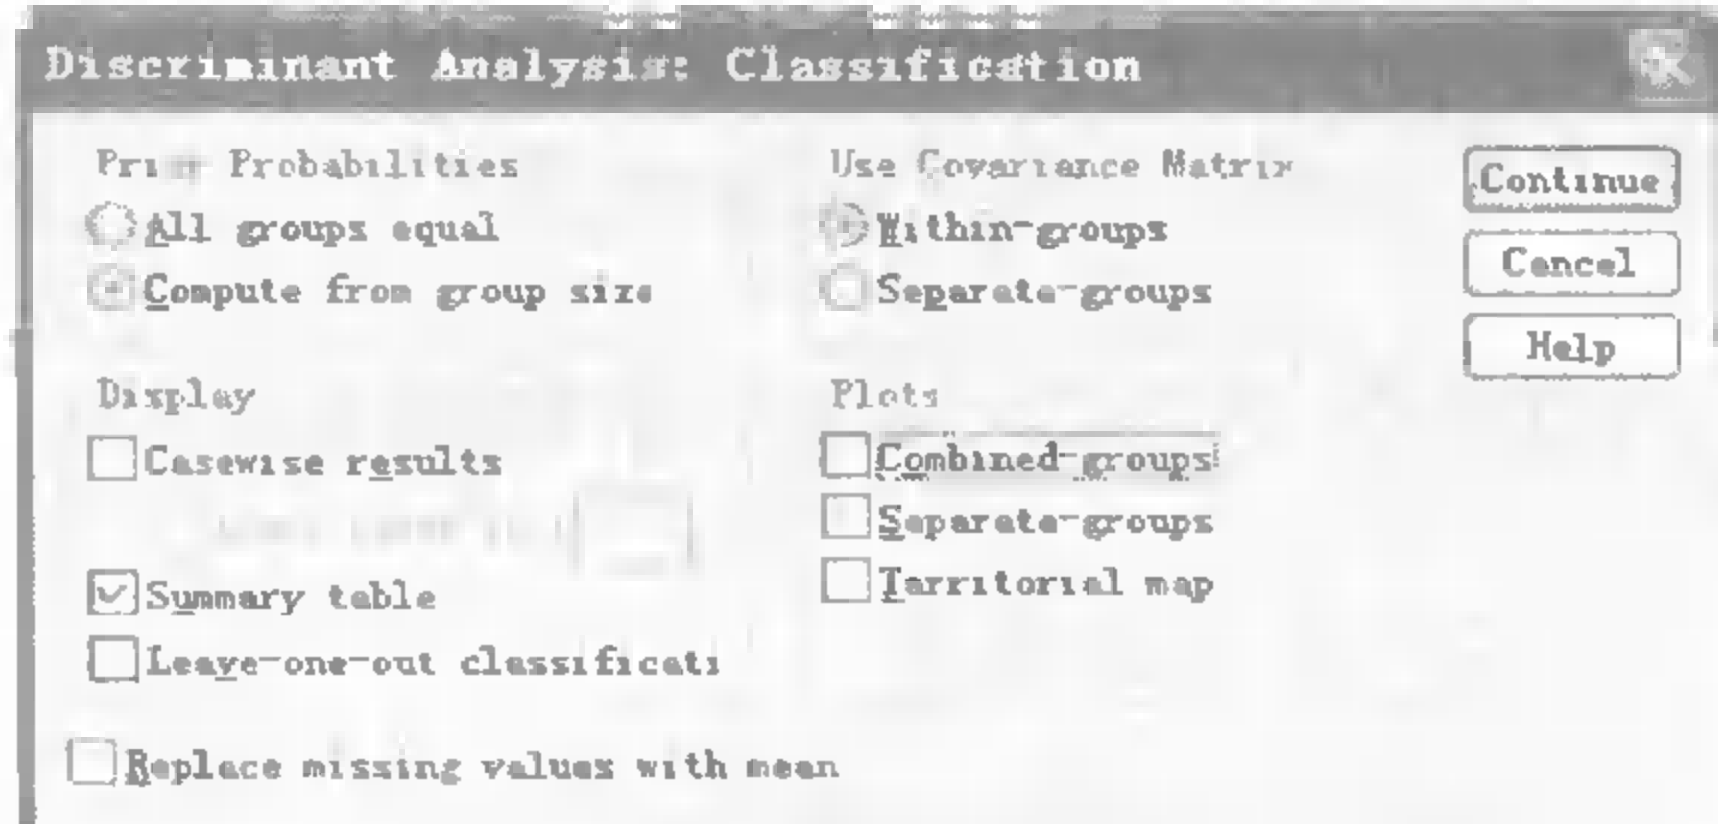 Discriminant Analysis: Classification
Prior Probabilities
All groups equal
Compute from group size
Use Covariance Matrix
Within-groups
Separate-groups
Continue
Cancel
Help
Display
Casewise results
Summary table
Leave-one-out classificati
Plots
Combined-groups
Separate-groups
Territorial map
Replace missing values with mean